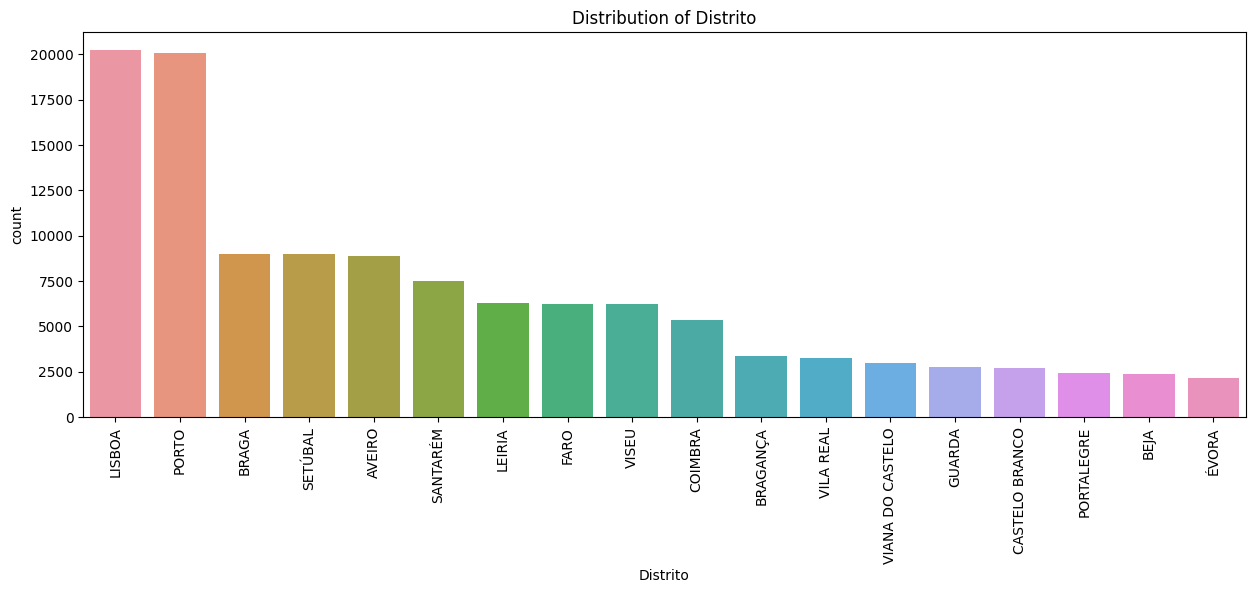 Distribution of Distrito
count
20000
17500
15000
12500
10000
7500
5000
2500
0
LISBOA
PORTO
BRAGA
SETÚBAL
AVEIRO
SANTARÉM
LEIRIA
FARO
VISEU
COIMBRA
BRAGANÇA
VILA REAL
VIANA DO CASTELO
GUARDA
CASTELO BRANCO
PORTALEGRE
BEJA
ÉVORA
Distrito